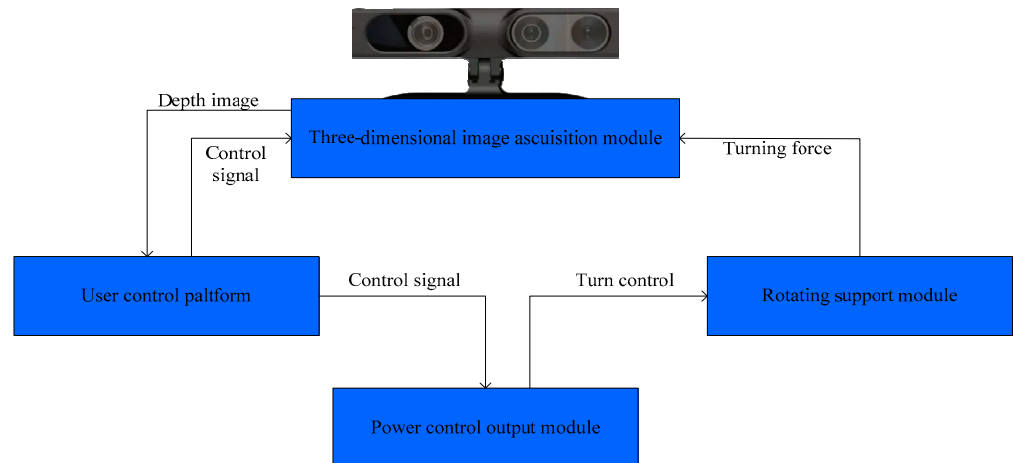 Depth image
Three-dimensional image ascuisition module
Control
signal
Turning force
User control paltform
Control signal
Turn control
Rotating support module
Power control output module